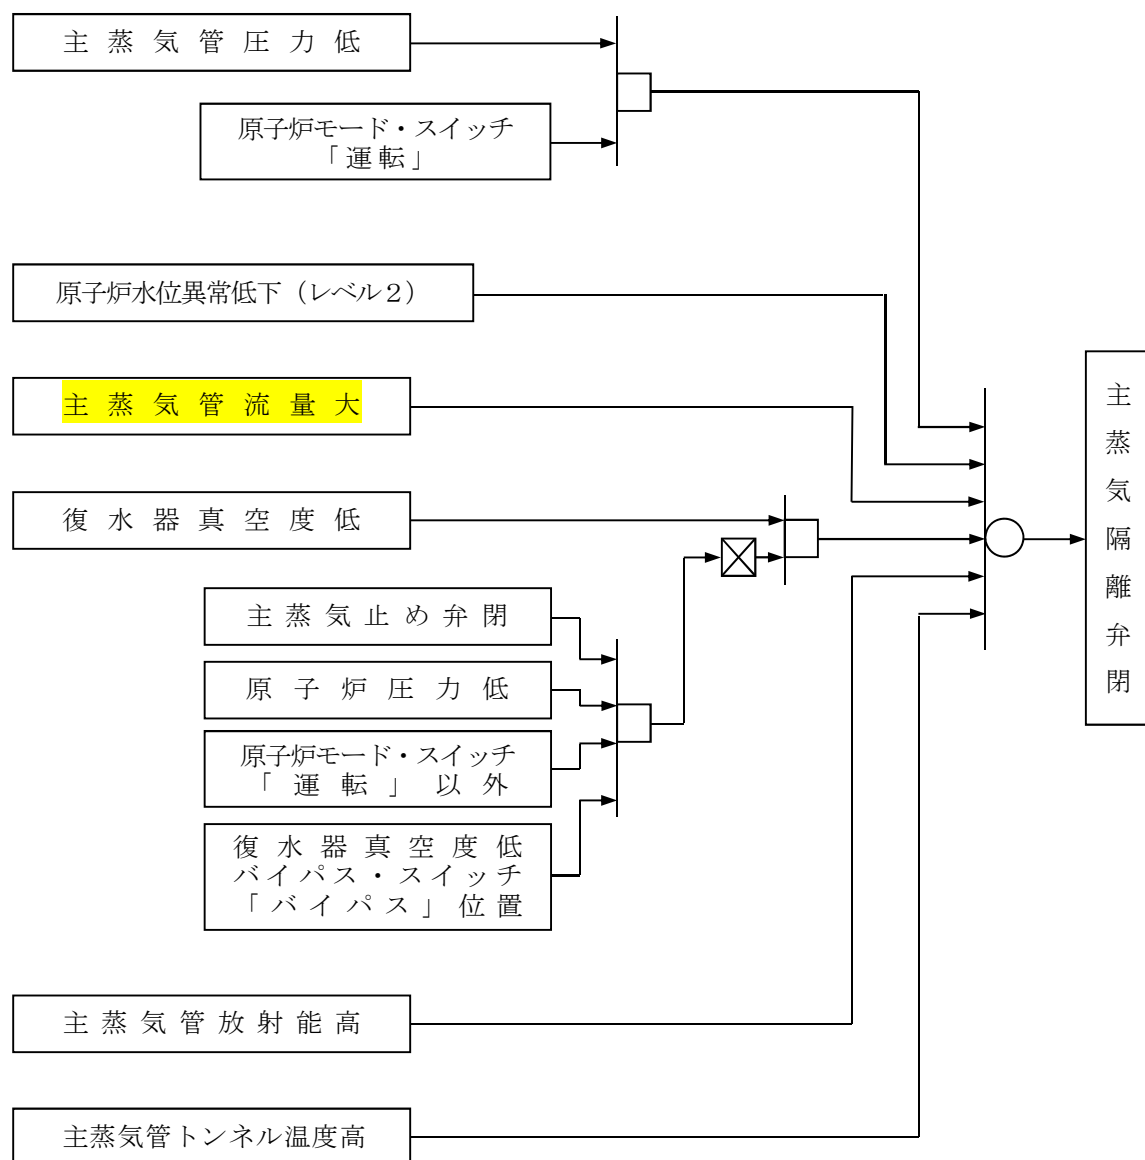 主蒸気管圧力低
原子炉モード・スイッチ
「運転」
原子炉水位異常低下（レベル２）
主蒸気管流量大
復水器真空度低
主蒸気止め弁閉
原子炉圧力低
原子炉モード・スイッチ
「運転」以外
復水器真空度低
バイパス・スイッチ
「バイパス」位置
主蒸気管放射能高
主蒸気管トンネル温度高
主蒸気隔離弁閉